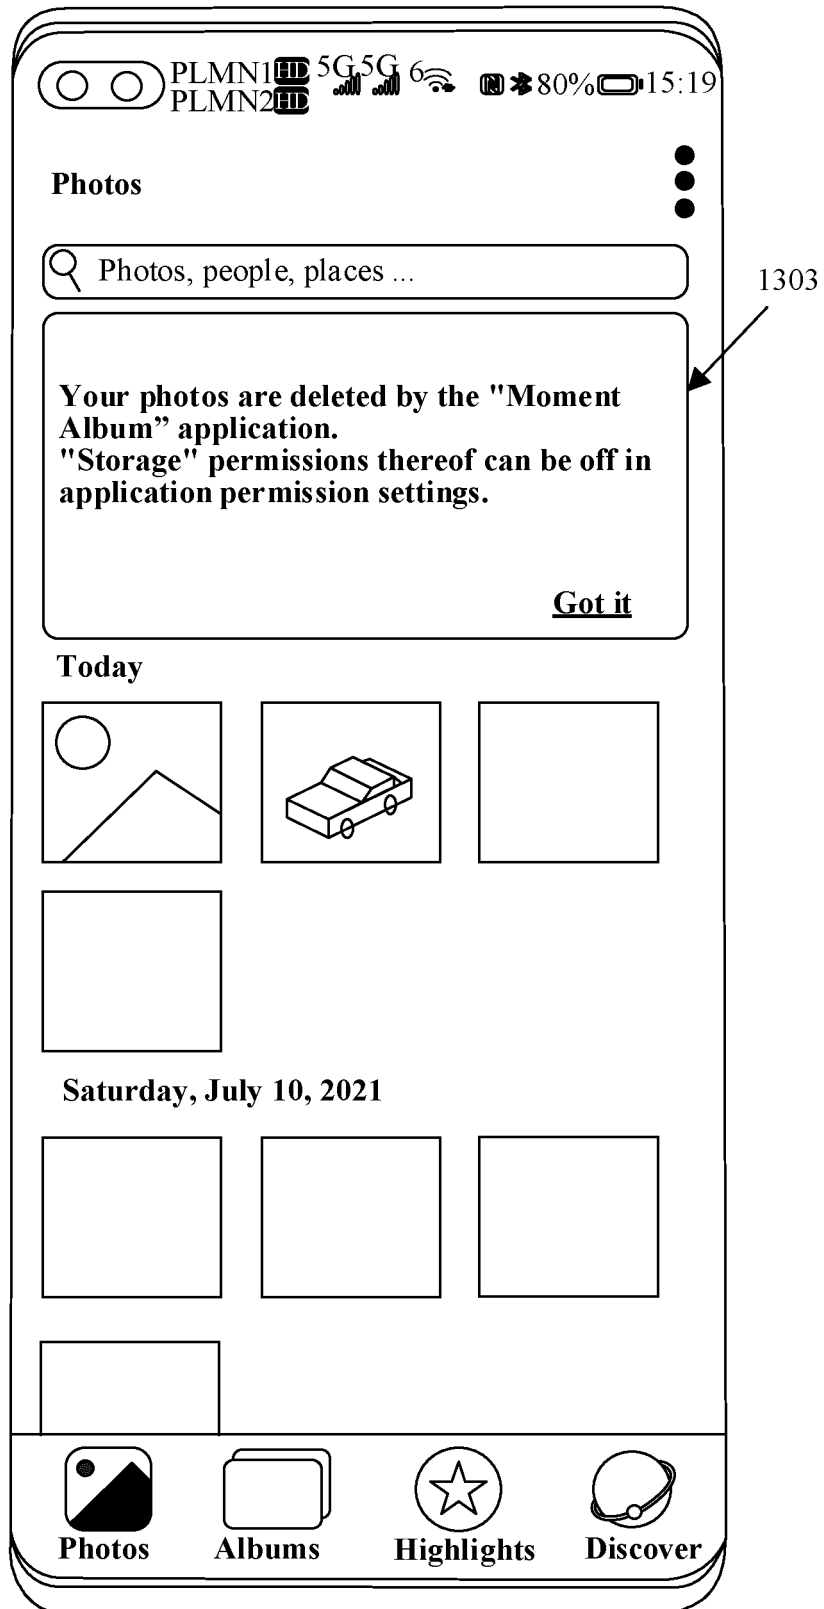 PLMN1 HD 5G 5G 6 N 80% 15:19
PLMN2 HD
Photos
Photos, people, places ...
1303
Your photos are deleted by the "Moment
Album” application.
"Storage" permissions thereof can be off in
application permission settings.
Got it
Today
Saturday, July 10, 2021
Photos Albums Highlights Discover